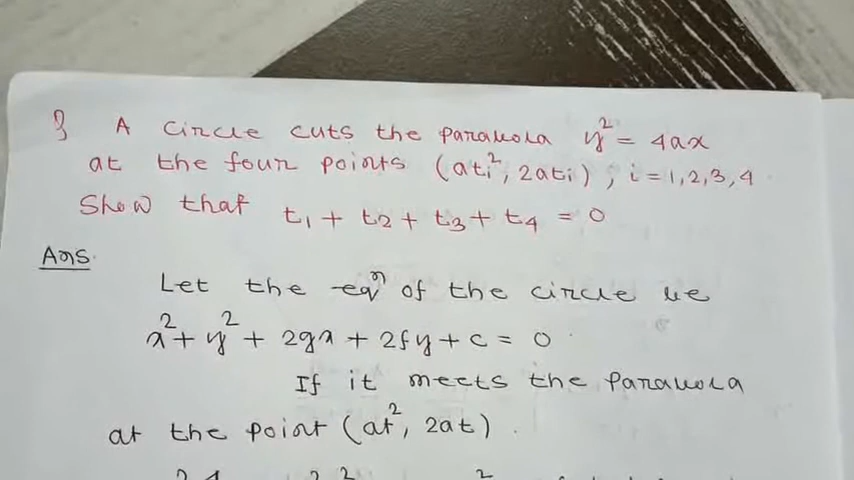 Q A circle cuts the parabola y² = 4ax
at the four points (atᵢ², 2atᵢ), i = 1, 2, 3, 4
Show that t₁ + t₂ + t₃ + t₄ = 0
Ans.
Let the eqⁿ of the circle be
x² + y² + 2gx + 2fy + c = 0.
If it meets the parabola
at the point (at², 2at).